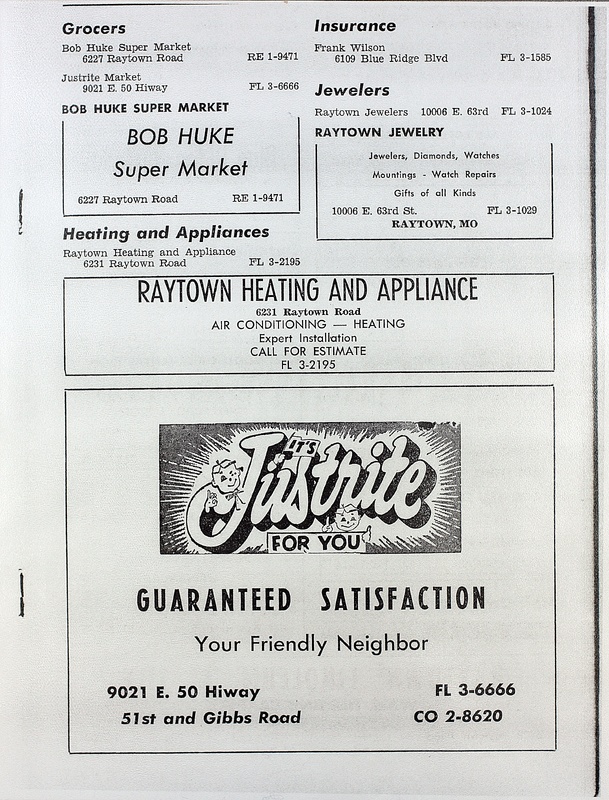 Grocers
Bob Huke Super Market
6227 Raytown Road RE 1-9471
Justrite Market
9021 E. 50 Hiway FL 3-6666
BOB HUKE SUPER MARKET
BOB HUKE
Super Market
6227 Raytown Road RE 1-9471
Heating and Appliances
Raytown Heating and Appliance
6231 Raytown Road FL 3-2195
Insurance
Frank Wilson
6109 Blue Ridge Blvd FL 3-1585
Jewelers
Raytown Jewelers 10006 E. 63rd FL 3-1024
RAYTOWN JEWELRY
Jewelers, Diamonds, Watches
Mountings - Watch Repairs
Gifts of all Kinds
10006 E. 63rd St. FL 3-1029
RAYTOWN, MO
RAYTOWN HEATING AND APPLIANCE
6231 Raytown Road
AIR CONDITIONING — HEATING
Expert Installation
CALL FOR ESTIMATE
FL 3-2195
IT'S
Justrite
FOR YOU
GUARANTEED SATISFACTION
Your Friendly Neighbor
9021 E. 50 Hiway FL 3-6666
51st and Gibbs Road CO 2-8620